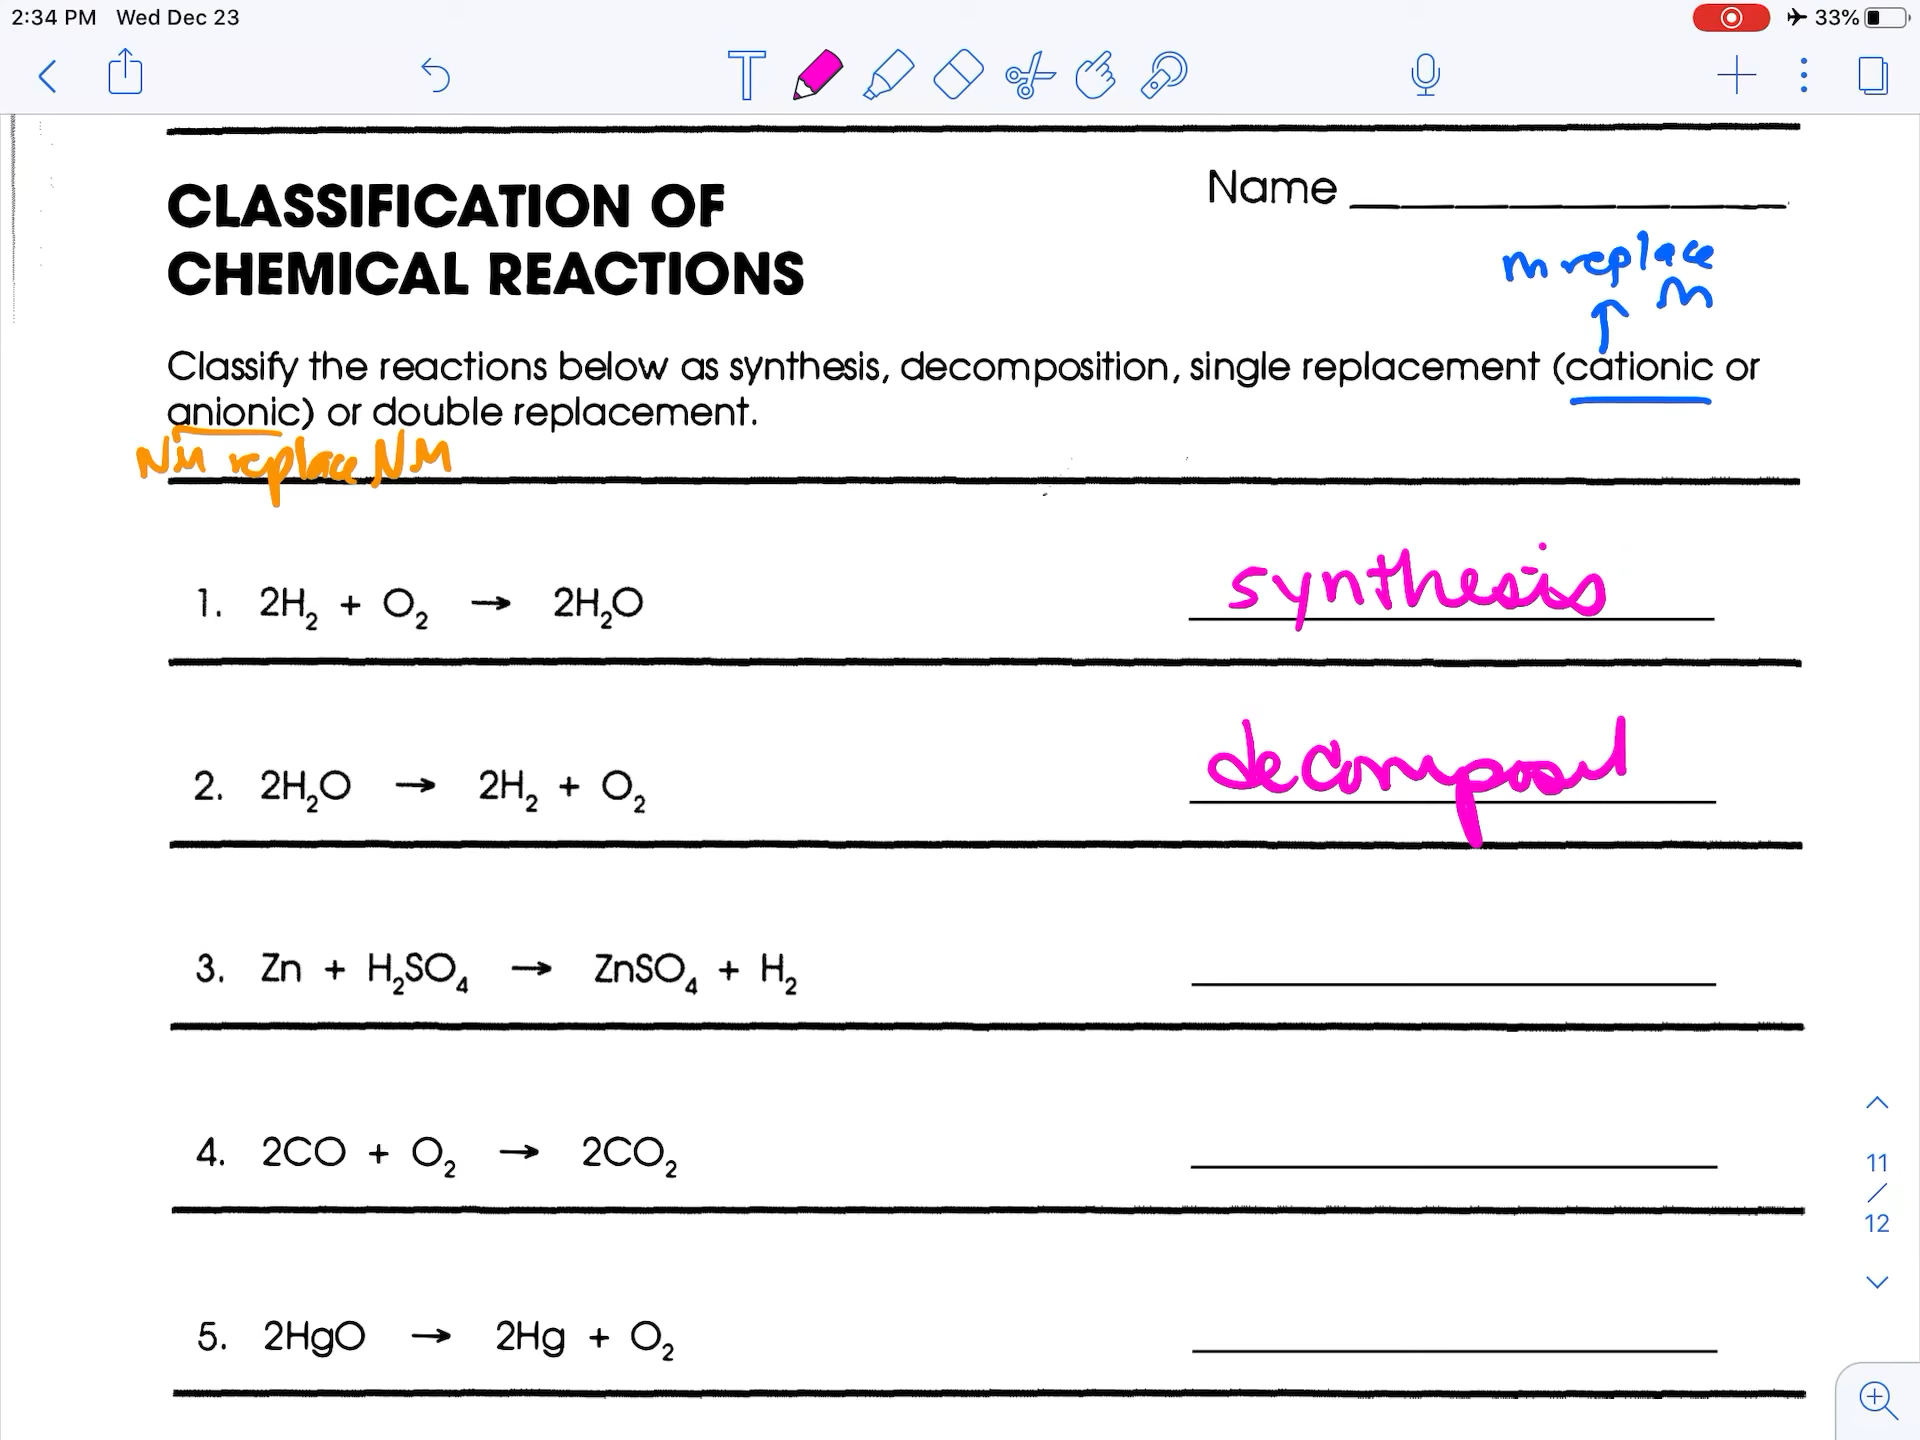 2:34 PM Wed Dec 23
33%
T
CLASSIFICATION OF
CHEMICAL REACTIONS
Name
m replace
m
Classify the reactions below as synthesis, decomposition, single replacement (cationic or
anionic) or double replacement.
NM replace NM
1. 2H₂ + O₂ → 2H₂O
synthesis
2. 2H₂O → 2H₂ + O₂
3. Zn + H₂SO₄ → ZnSO₄ + H₂
4. 2CO + O₂ → 2CO₂
5. 2HgO → 2Hg + O₂
11
/
12